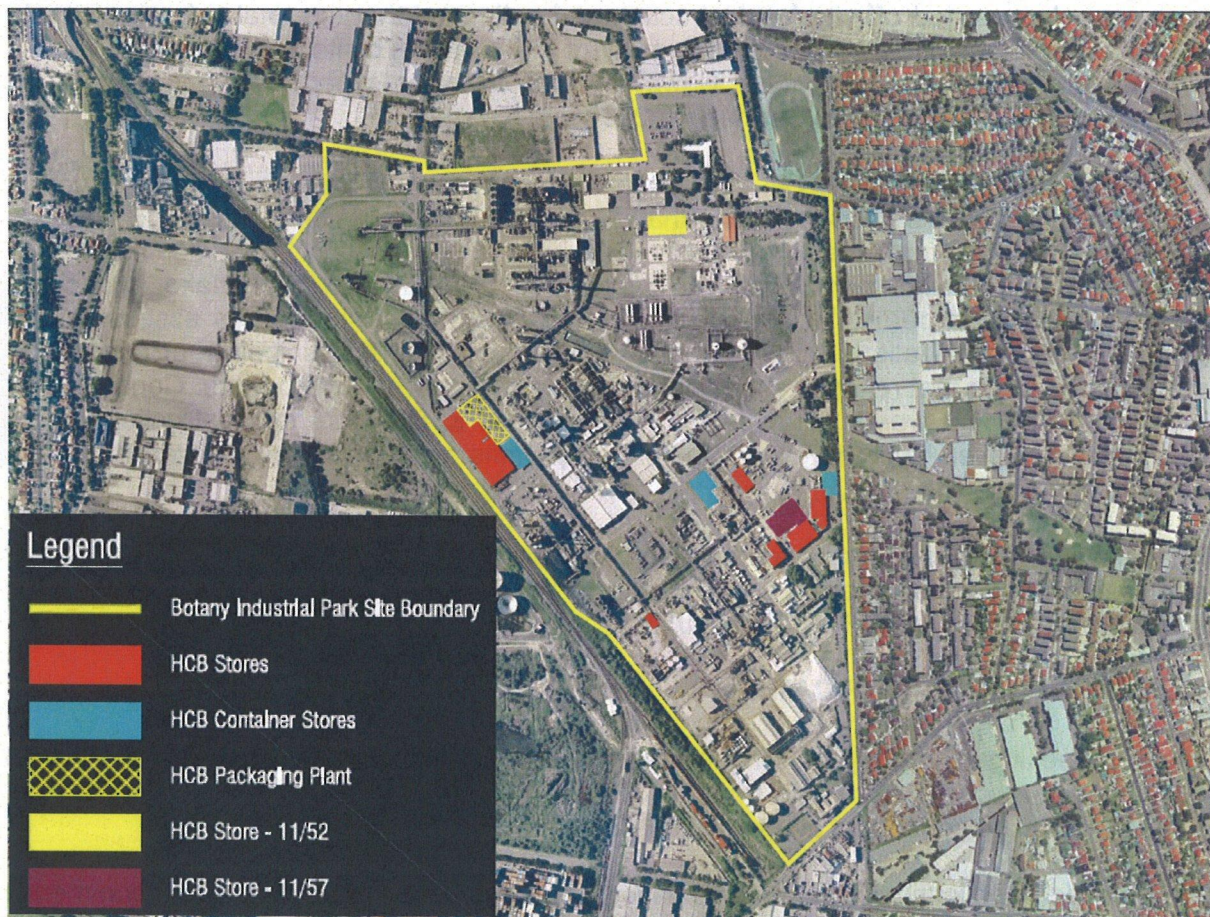 Legend
Botany Industrial Park Site Boundary
HCB Stores
HCB Container Stores
HCB Packaging Plant
HCB Store - 11/52
HCB Store - 11/57